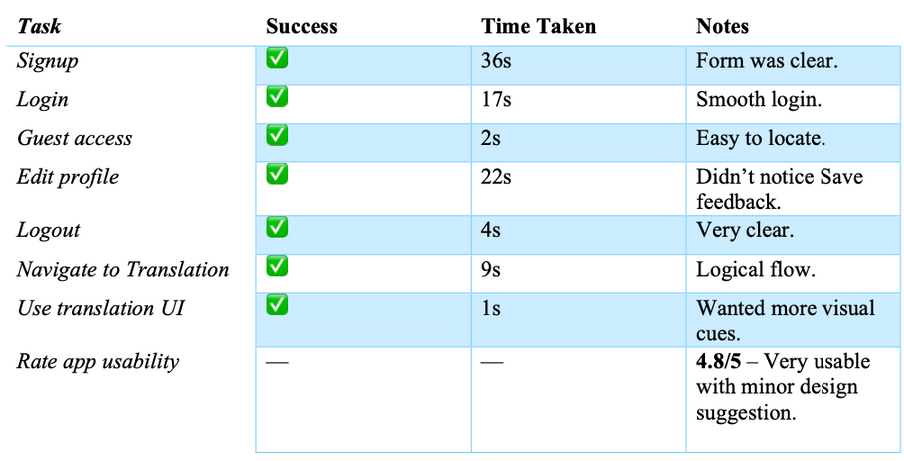 Task Success Time Taken Notes
Signup ✅ 36s Form was clear.
Login ✅ 17s Smooth login.
Guest access ✅ 2s Easy to locate.
Edit profile ✅ 22s Didn’t notice Save
feedback.
Logout ✅ 4s Very clear.
Navigate to Translation ✅ 9s Logical flow.
Use translation UI ✅ 1s Wanted more visual
cues.
Rate app usability — — 4.8/5 – Very usable
with minor design
suggestion.